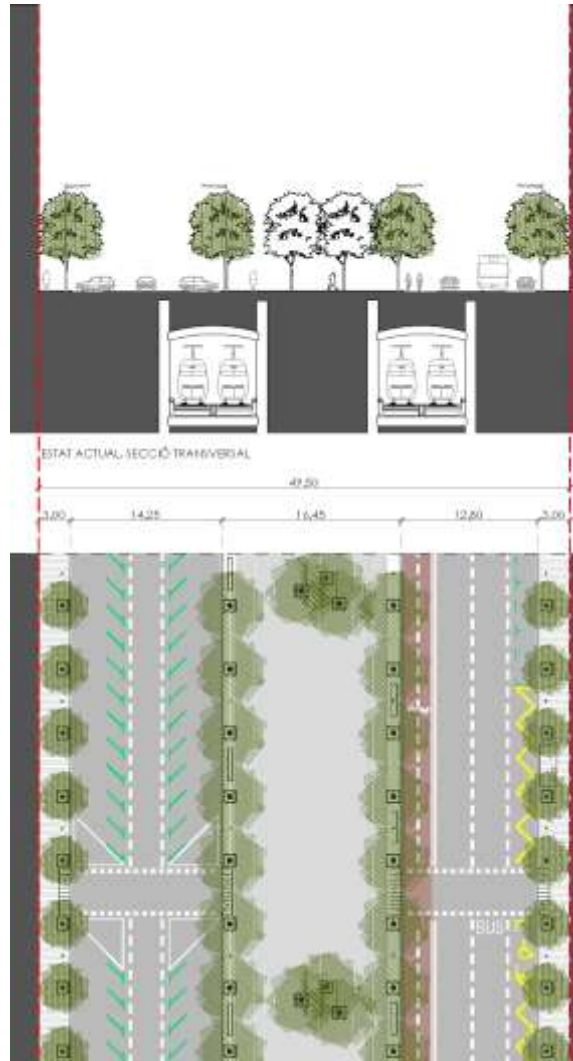 ESTAT ACTUAL. SECCIÓ TRANSVERSAL
49,50
3,00 14,25 16,45 12,80 3,00
BUS